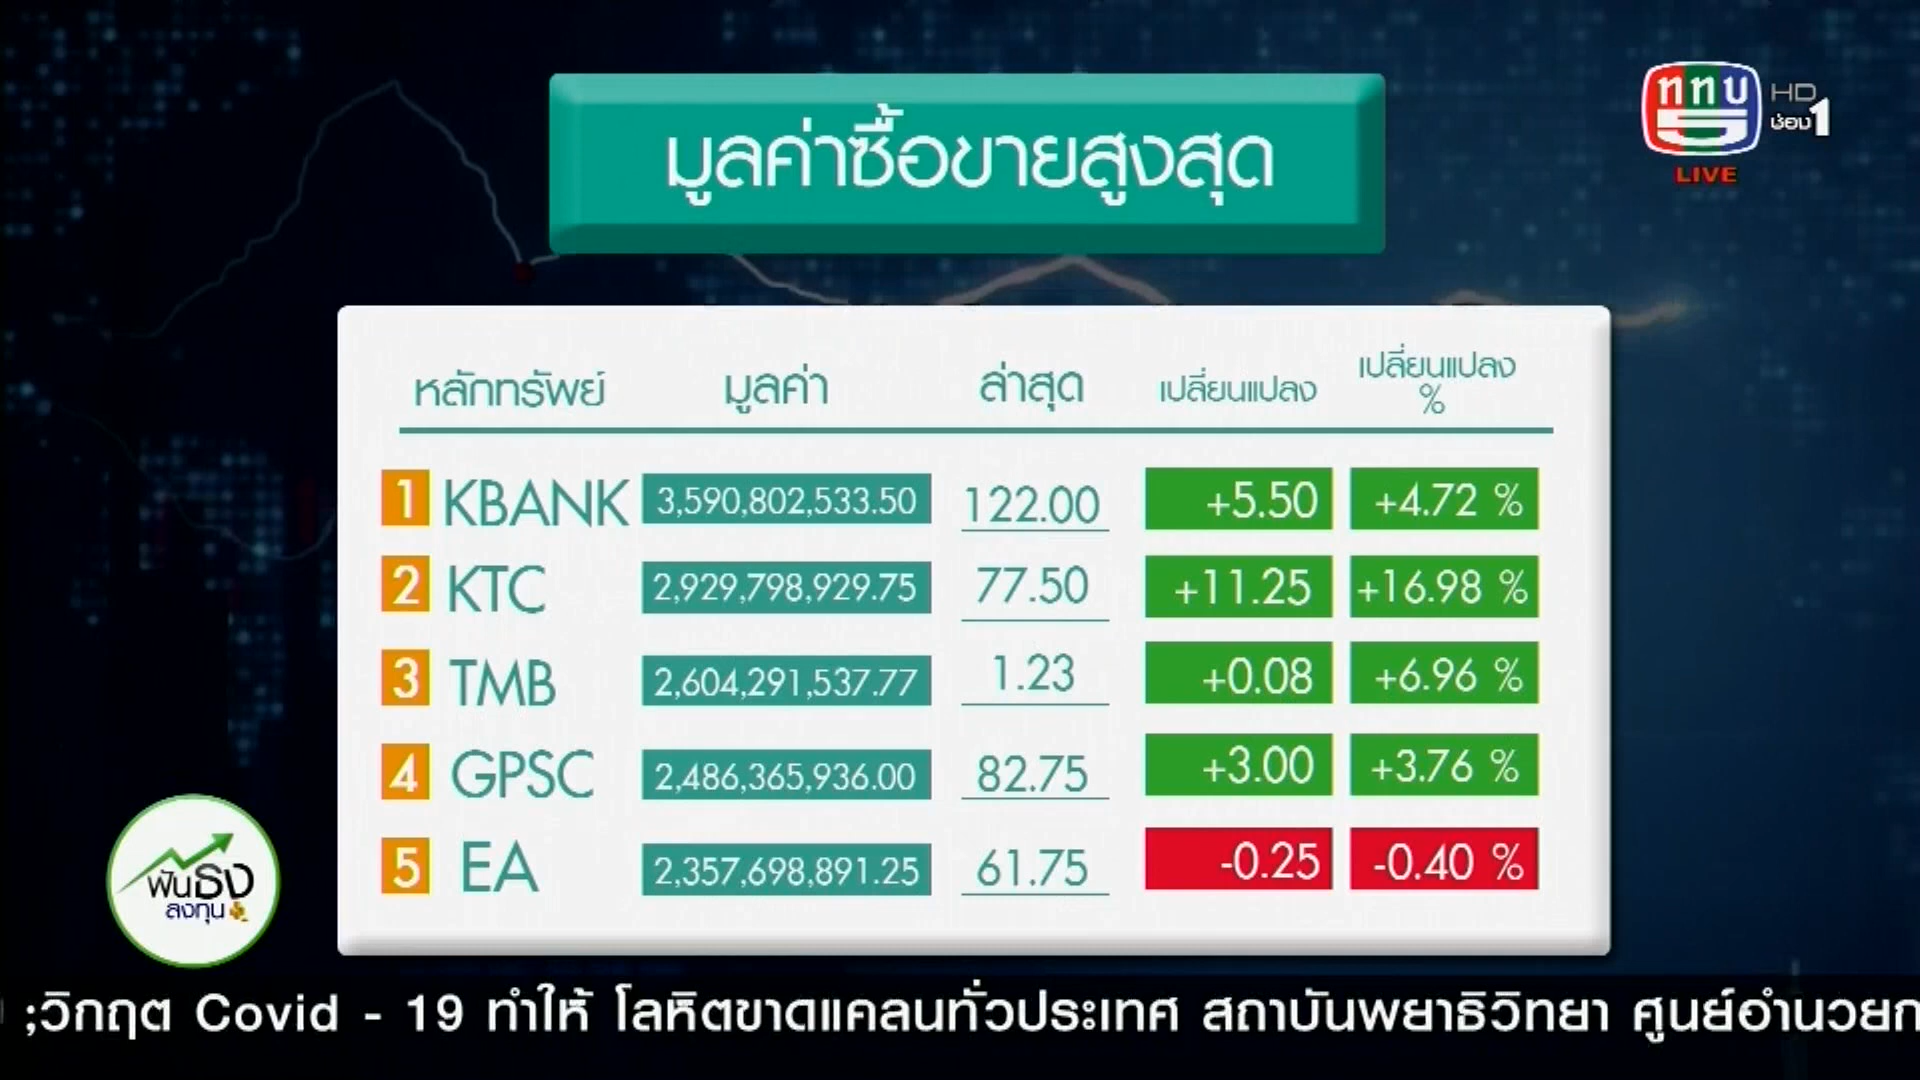 มูลค่าซื้อขายสูงสุด
ททบ 5 HD ช่อง 1
LIVE
หลักทรัพย์ มูลค่า ล่าสุด เปลี่ยนแปลง เปลี่ยนแปลง %
1 KBANK 3,590,802,533.50 122.00 +5.50 +4.72 %
2 KTC 2,929,798,929.75 77.50 +11.25 +16.98 %
3 TMB 2,604,291,537.77 1.23 +0.08 +6.96 %
4 GPSC 2,486,365,936.00 82.75 +3.00 +3.76 %
5 EA 2,357,698,891.25 61.75 -0.25 -0.40 %
ฟันธง
ลงทุน
;วิกฤต Covid - 19 ทำให้ โลหิตขาดแคลนทั่วประเทศ สถาบันพยาธิวิทยา ศูนย์อำนวยก